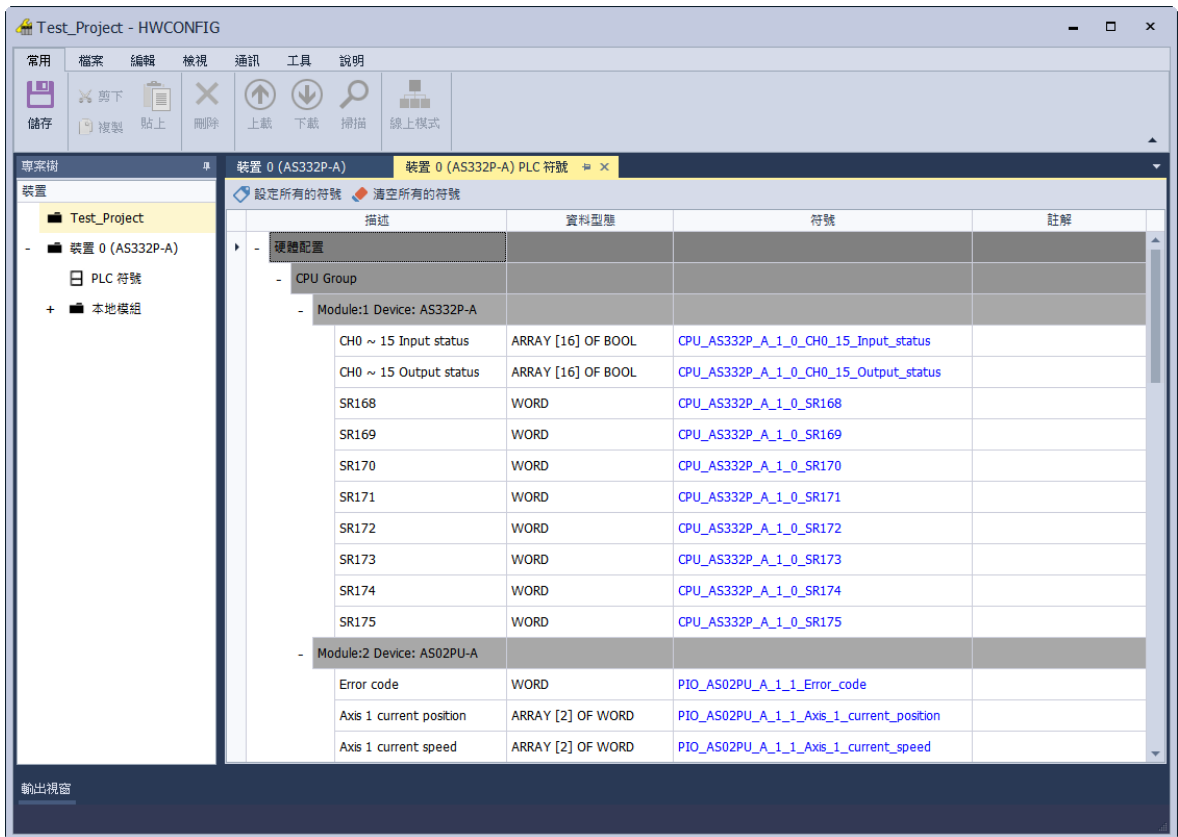 Test_Project - HWCONFIG
常用 檔案 編輯 檢視 通訊 工具 說明
儲存 剪下 複製 貼上 刪除 上載 下載 掃描 線上模式
專案樹
裝置
Test_Project
- 裝置 0 (AS332P-A)
PLC 符號
+ 本地模組
裝置 0 (AS332P-A) 裝置 0 (AS332P-A) PLC 符號
設定所有的符號 清空所有的符號
描述 資料型態 符號 註解
- 硬體配置
- CPU Group
- Module:1 Device: AS332P-A
CH0 ~ 15 Input status ARRAY [16] OF BOOL CPU_AS332P_A_1_0_CH0_15_Input_status
CH0 ~ 15 Output status ARRAY [16] OF BOOL CPU_AS332P_A_1_0_CH0_15_Output_status
SR168 WORD CPU_AS332P_A_1_0_SR168
SR169 WORD CPU_AS332P_A_1_0_SR169
SR170 WORD CPU_AS332P_A_1_0_SR170
SR171 WORD CPU_AS332P_A_1_0_SR171
SR172 WORD CPU_AS332P_A_1_0_SR172
SR173 WORD CPU_AS332P_A_1_0_SR173
SR174 WORD CPU_AS332P_A_1_0_SR174
SR175 WORD CPU_AS332P_A_1_0_SR175
- Module:2 Device: AS02PU-A
Error code WORD PIO_AS02PU_A_1_1_Error_code
Axis 1 current position ARRAY [2] OF WORD PIO_AS02PU_A_1_1_Axis_1_current_position
Axis 1 current speed ARRAY [2] OF WORD PIO_AS02PU_A_1_1_Axis_1_current_speed
輸出視窗